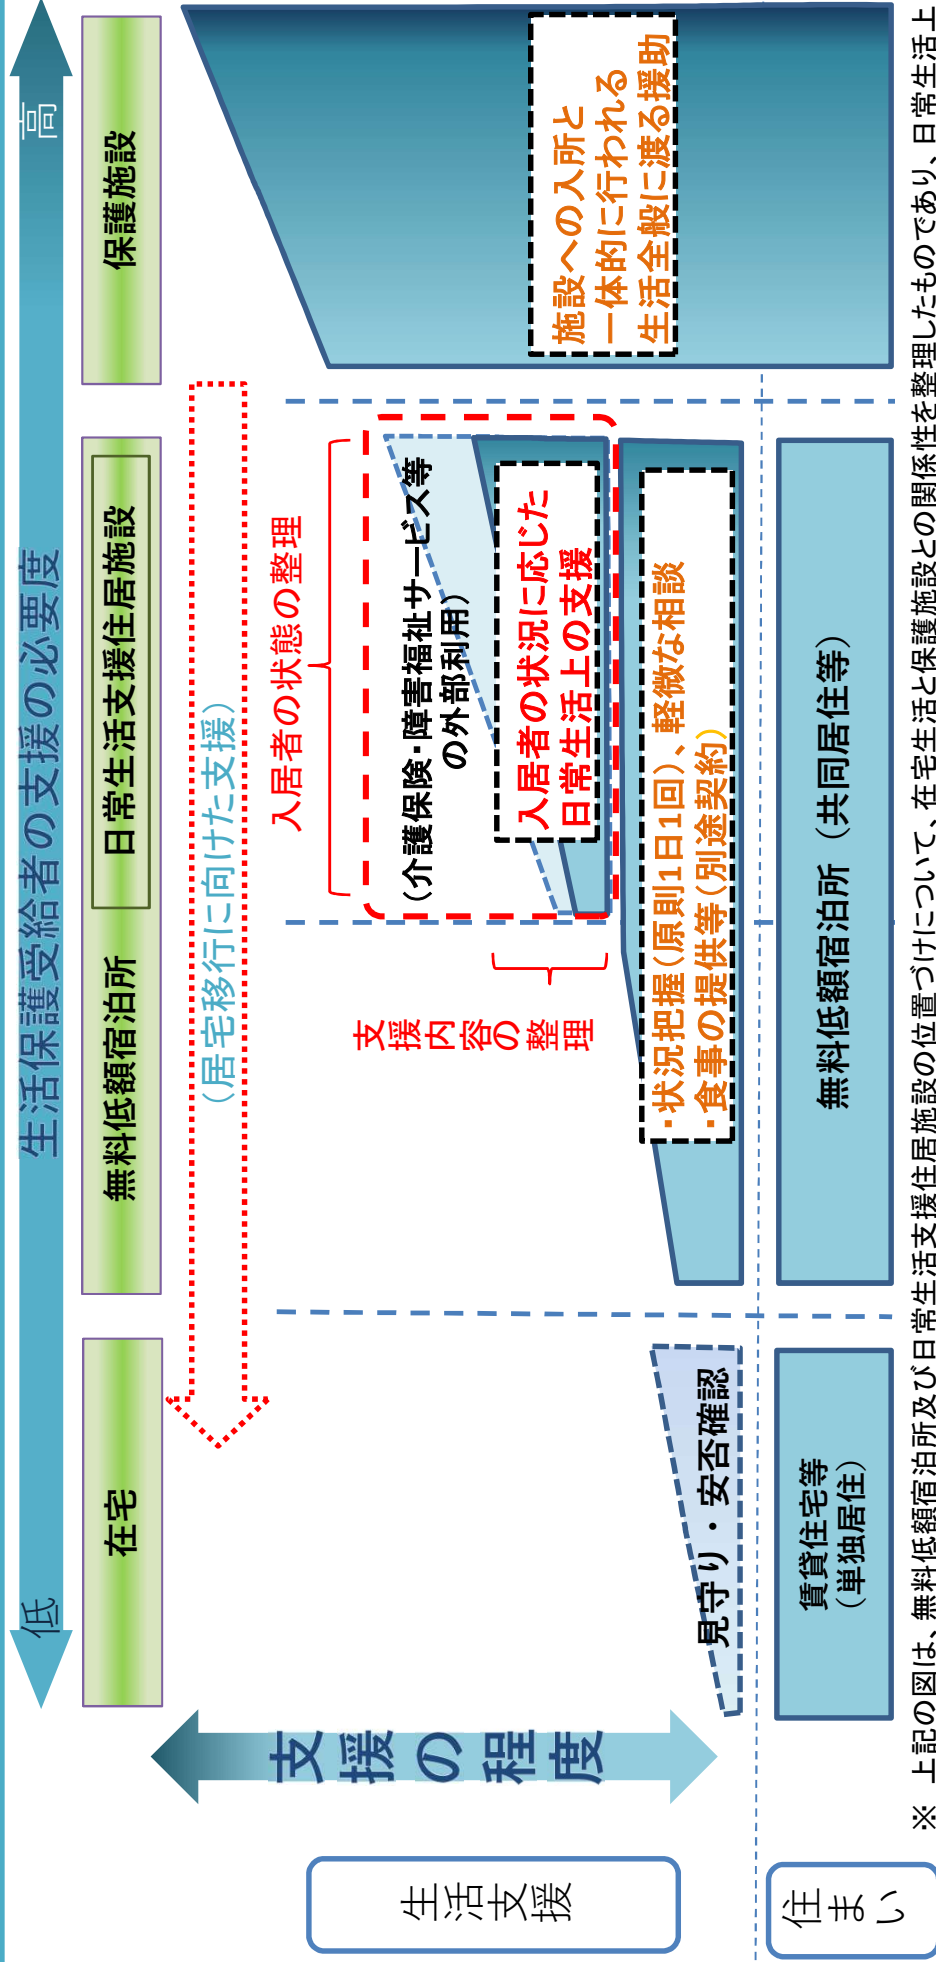 生活保護受給者の支援の必要度
低
高
在宅
無料低額宿泊所
日常生活支援住居施設
保護施設
（居宅移行に向けた支援）
入居者の状態の整理
支援の程度
生活支援
（介護保険・障害福祉サービス等
の外部利用）
入居者の状況に応じた
日常生活上の支援
支援内容の整理
施設への入所と
一体的に行われる
生活全般に渡る援助
・状況把握（原則１日１回）、軽微な相談
・食事の提供等（別途契約）
見守り・安否確認
住まい
賃貸住宅等
（単独居住）
無料低額宿泊所（共同居住等）
※ 上記の図は、無料低額宿泊所及び日常生活支援住居施設の位置づけについて、在宅生活と保護施設との関係性を整理したものであり、日常生活上